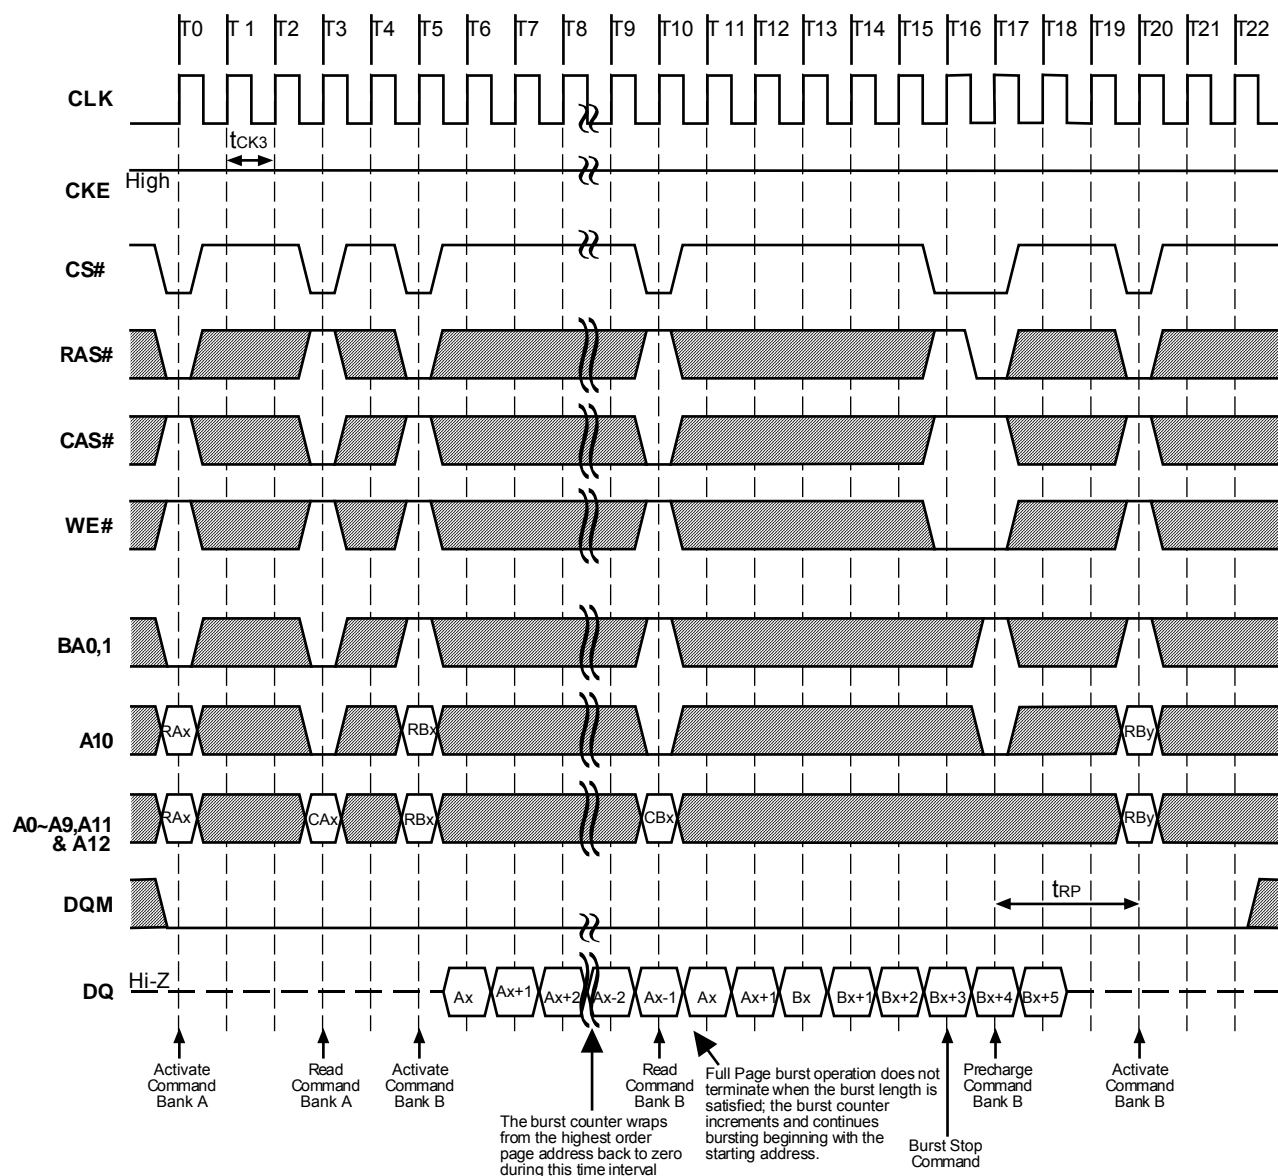 T0 T 1 T2 T3 T4 T5 T6 T7 T8 T9 T10 T 11 T12 T13 T14 T15 T16 T17 T18 T19 T20 T21 T22
CLK
tCK3
High
CKE
CS#
RAS#
CAS#
WE#
BA0,1
A10
RAx RBx RBy
A0~A9,A11
& A12
RAx CAx RBx CBx RBy
DQM
tRP
Hi-Z
DQ
Ax Ax+1 Ax+2 Ax-2 Ax-1 Ax Ax+1 Bx Bx+1 Bx+2 Bx+3 Bx+4 Bx+5
Activate
Command
Bank A
Read
Command
Bank A
Activate
Command
Bank B
The burst counter wraps
from the highest order
page address back to zero
during this time interval
Read
Command
Bank B
Full Page burst operation does not
terminate when the burst length is
satisfied; the burst counter
increments and continues
bursting beginning with the
starting address.
Burst Stop
Command
Precharge
Command
Bank B
Activate
Command
Bank B